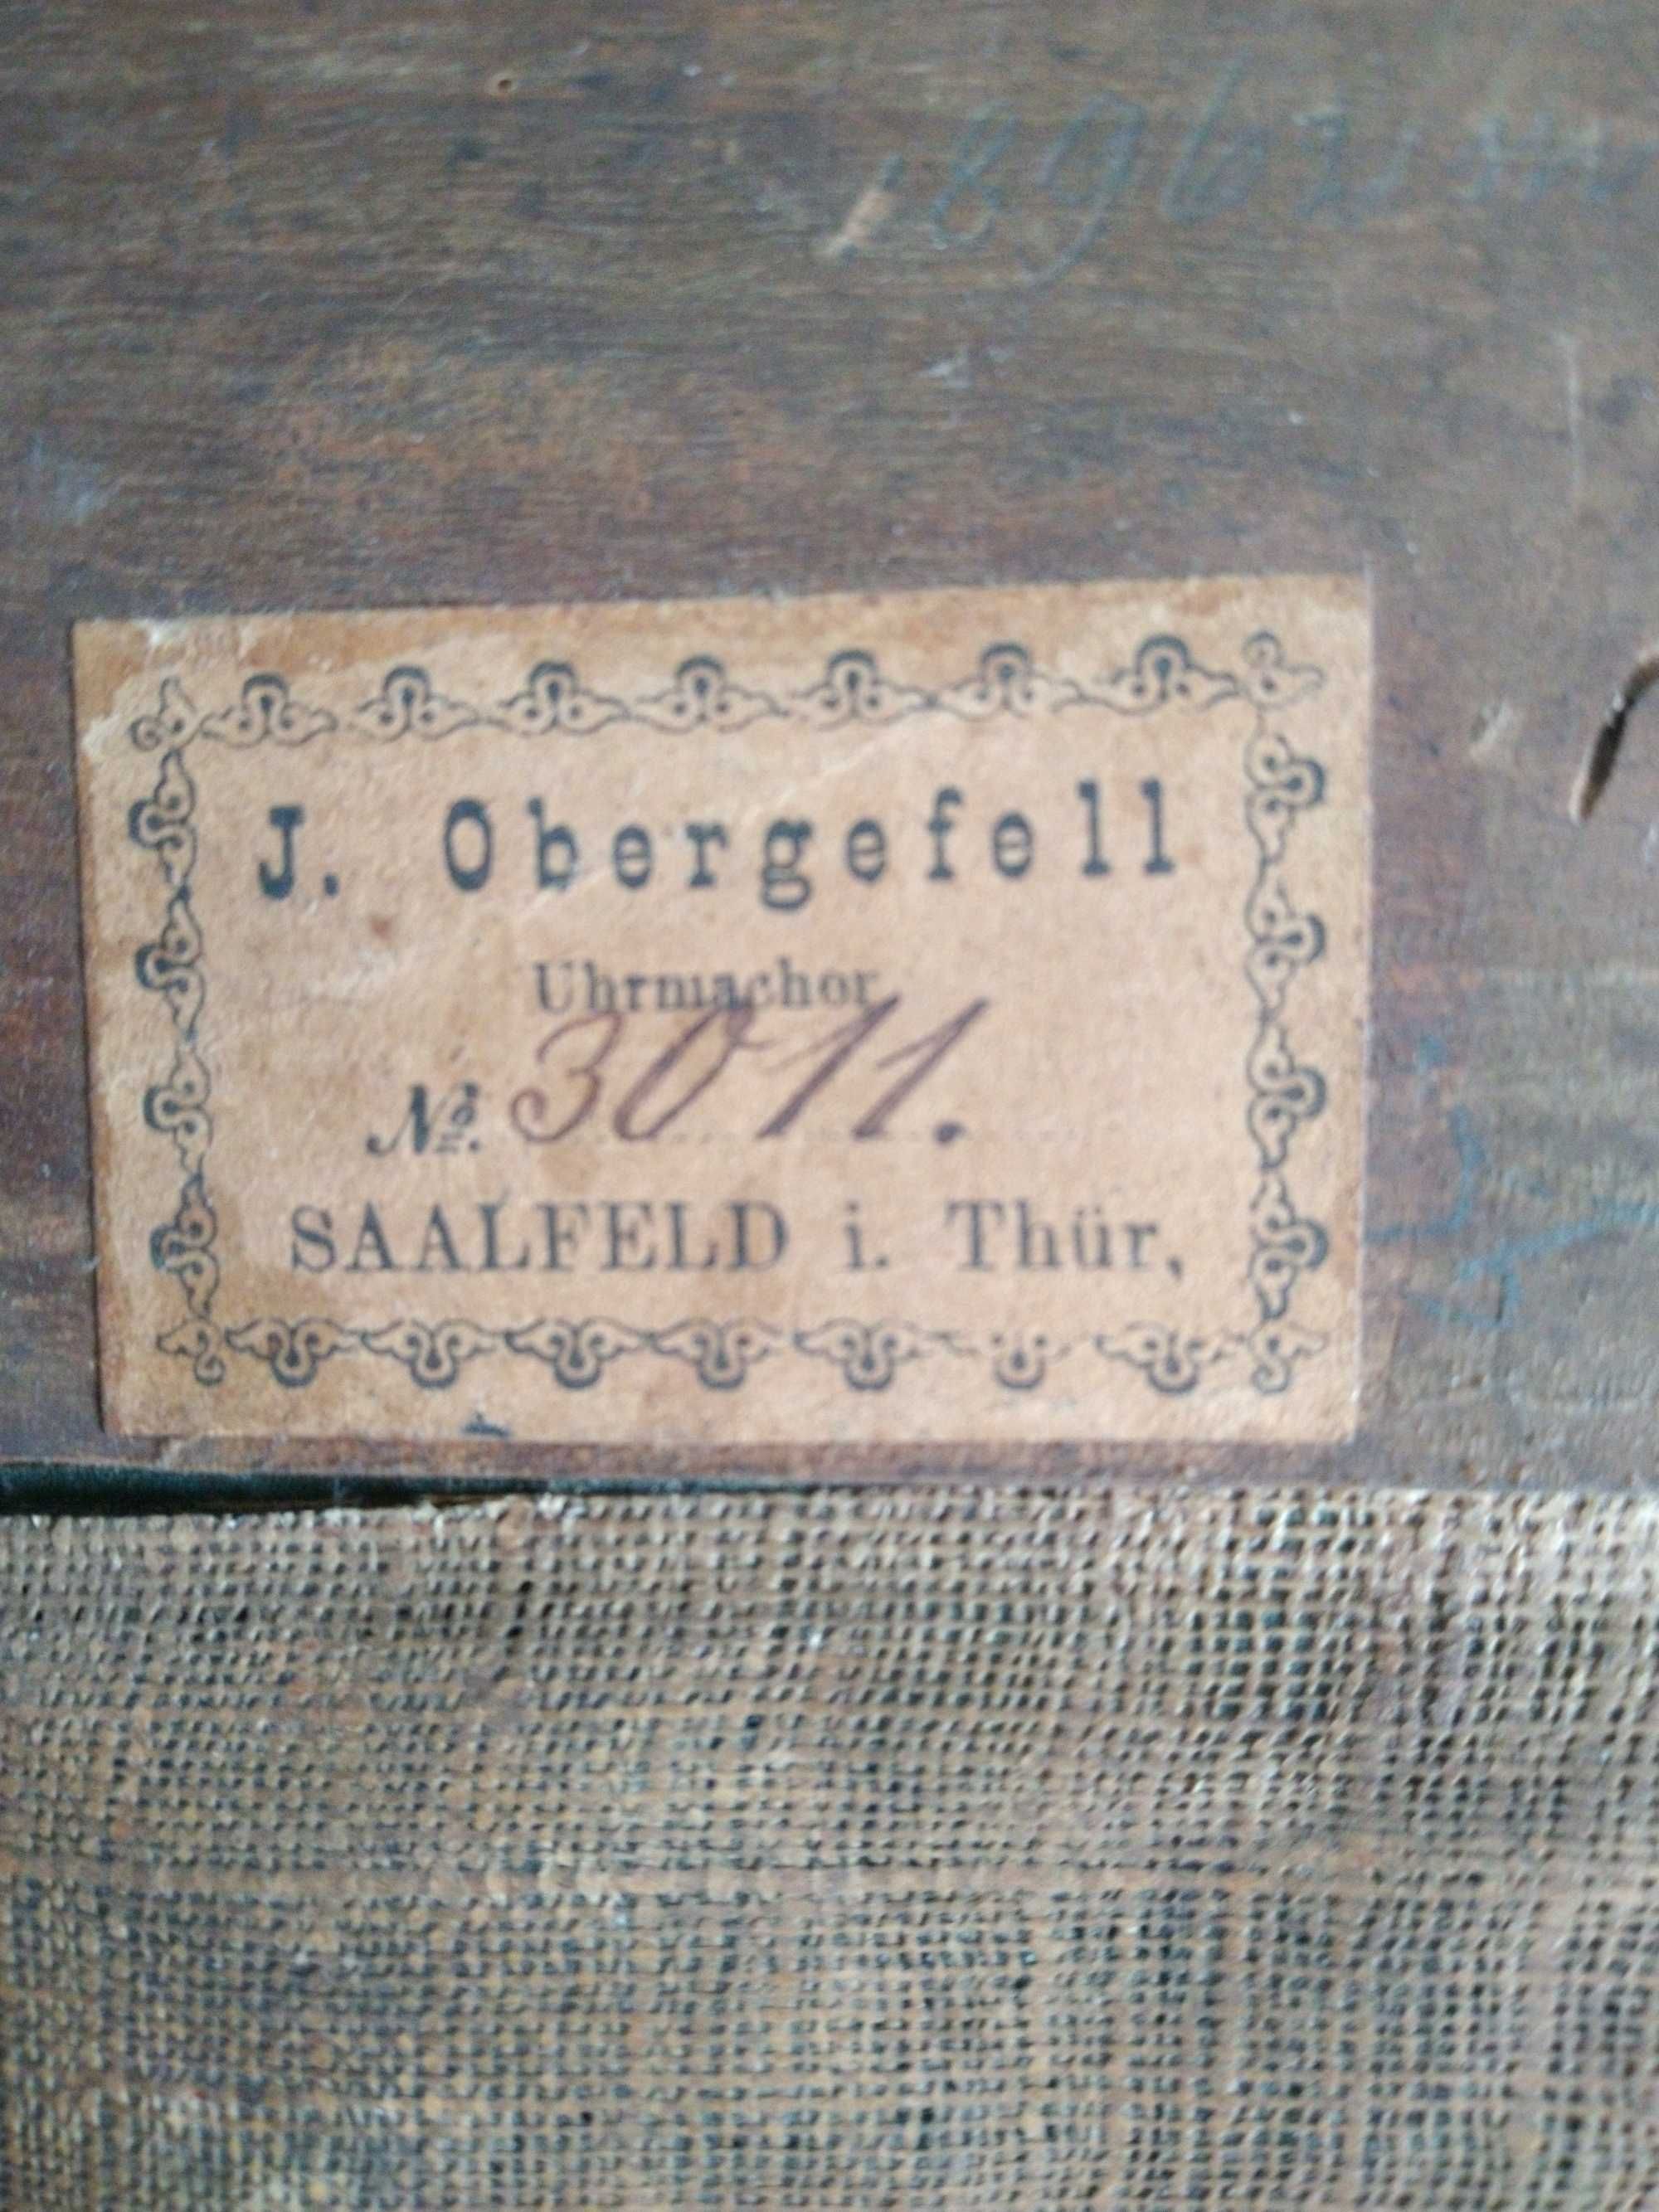 J. Obergefell
Uhrmacher
No. 3011.
SAALFELD i. Thür,